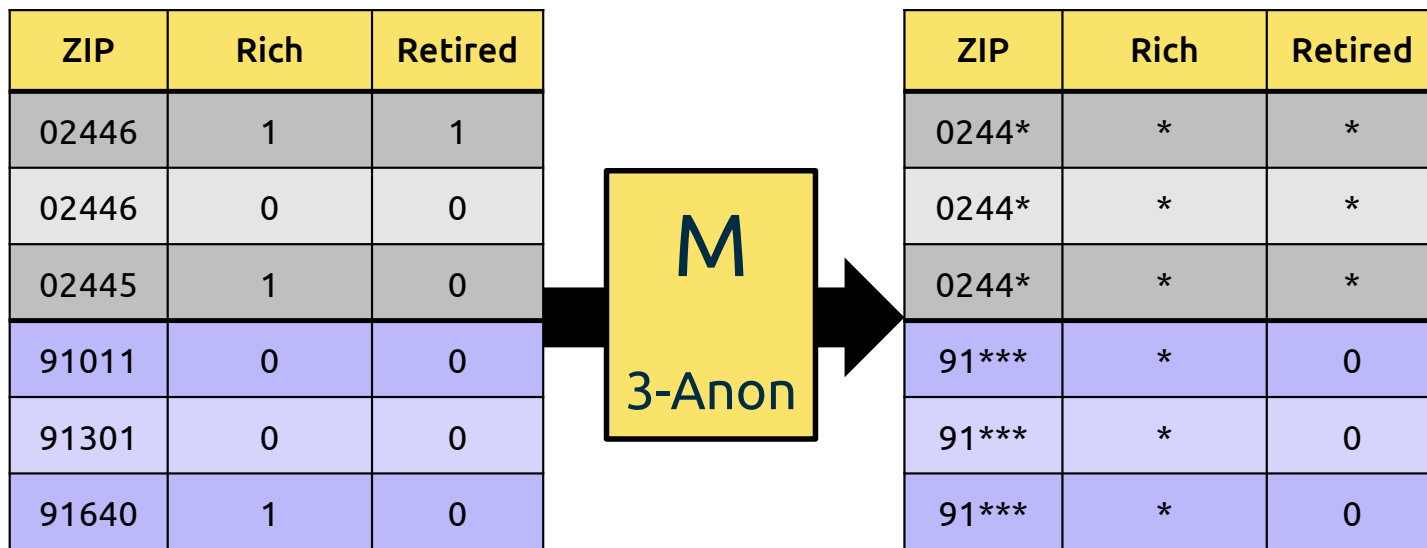 ZIP Rich Retired
02446 1 1
02446 0 0
02445 1 0
91011 0 0
91301 0 0
91640 1 0
M
3-Anon
ZIP Rich Retired
0244* * *
0244* * *
0244* * *
91*** * 0
91*** * 0
91*** * 0